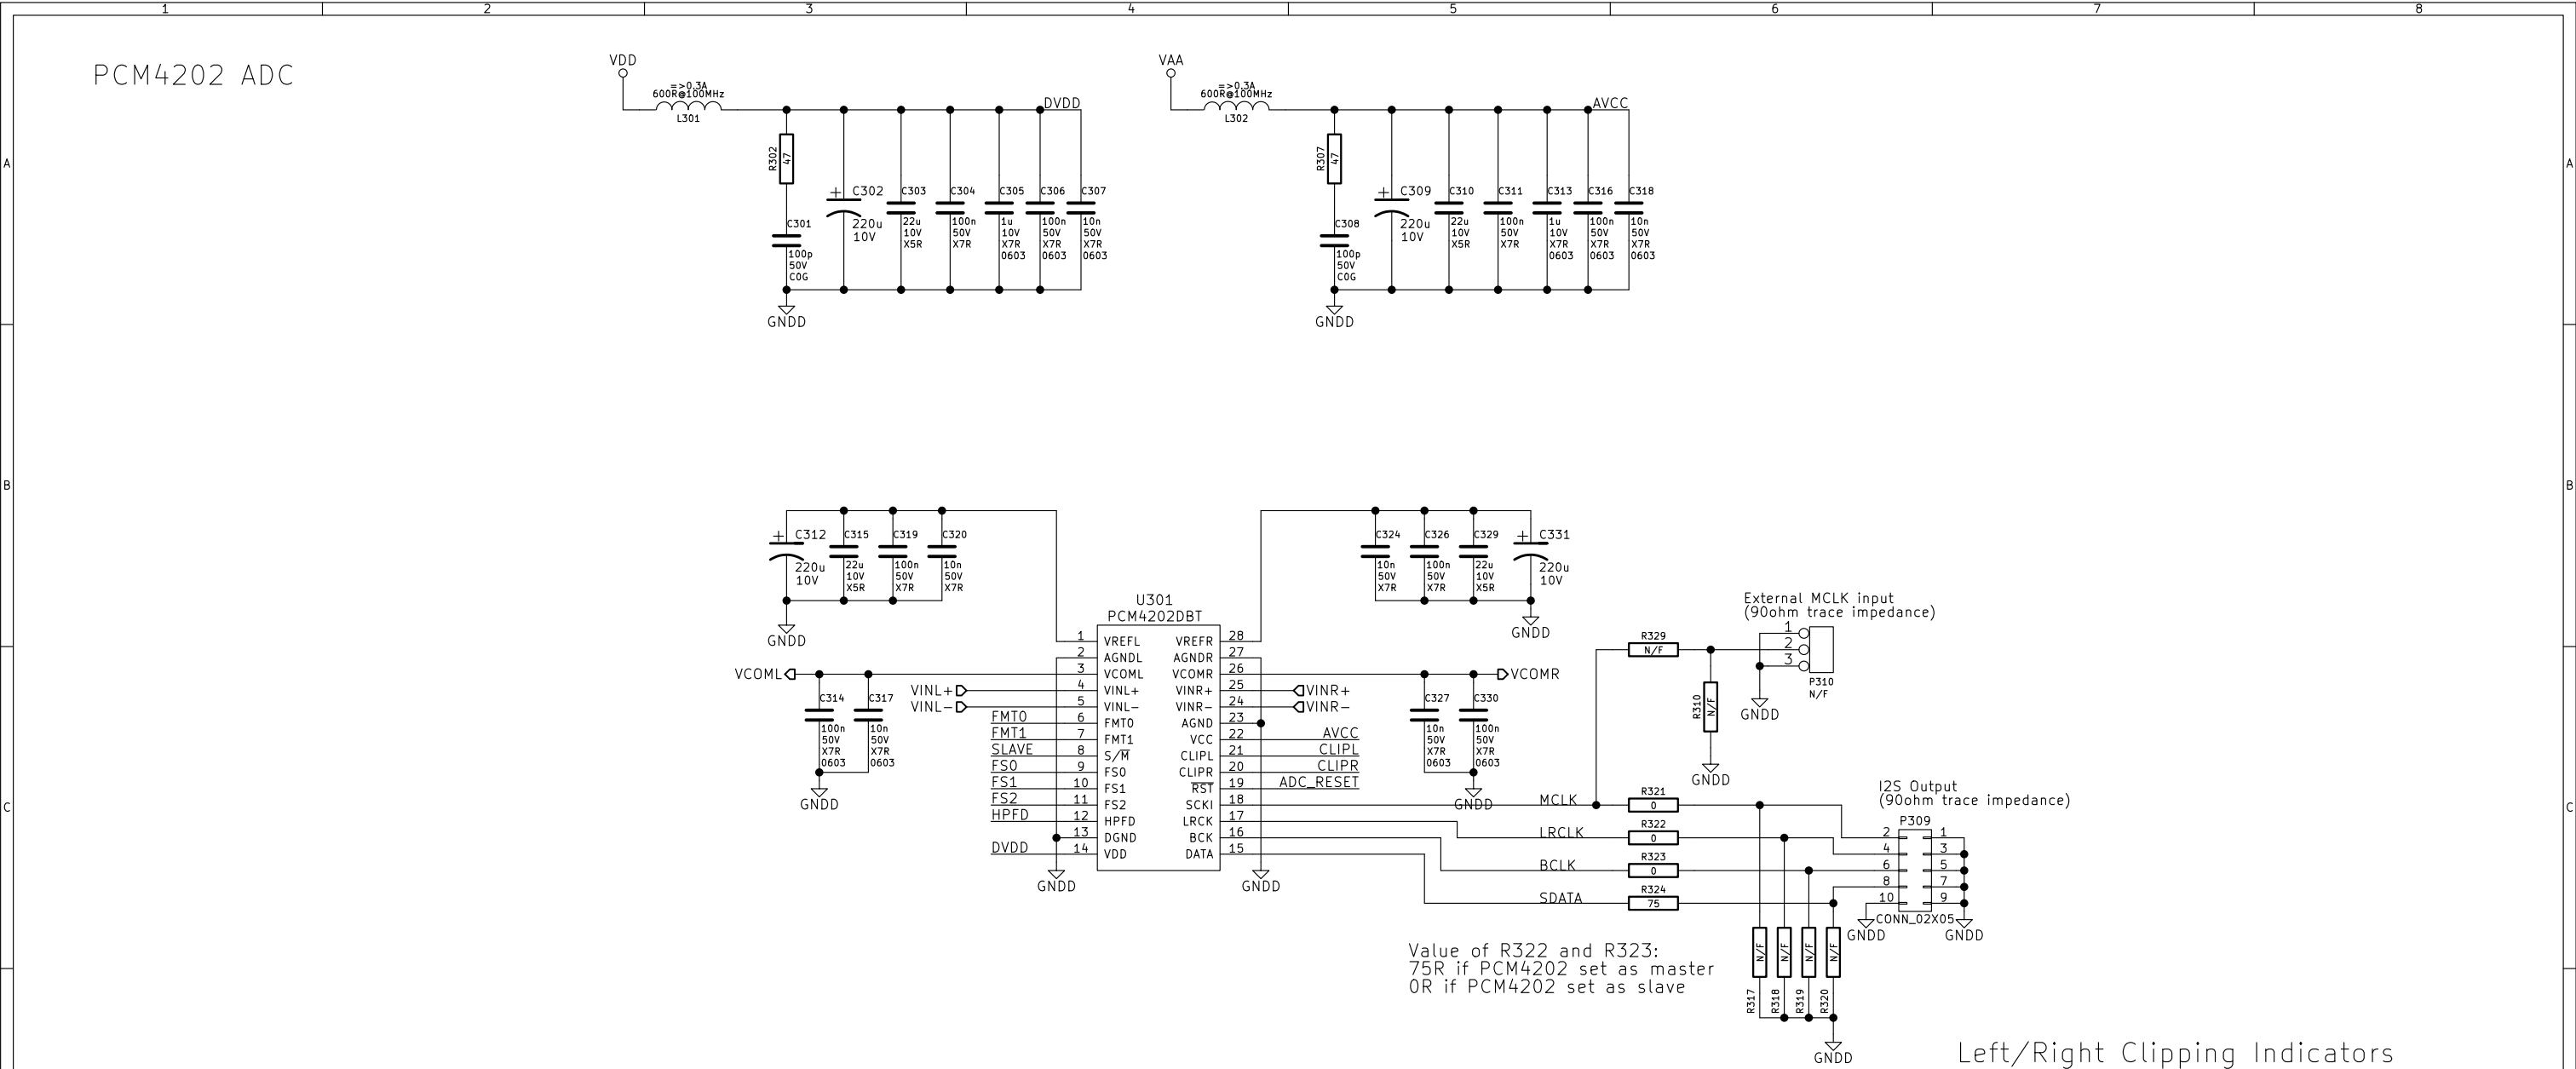 1 2 3 4 5 6 7 8
PCM4202 ADC
VDD
=>0.3A
600R@100MHz
L301
DVDD
R302
47
C301
100p
50V
C0G
C302
220u
10V
C303
22u
10V
X5R
C304
100n
50V
X7R
C305
1u
10V
X7R
0603
C306
100n
50V
X7R
0603
C307
10n
50V
X7R
0603
GNDD
VAA
=>0.3A
600R@100MHz
L302
AVCC
R307
47
C308
100p
50V
C0G
C309
220u
10V
C310
22u
10V
X5R
C311
100n
50V
X7R
C313
1u
10V
X7R
0603
C316
100n
50V
X7R
0603
C318
10n
50V
X7R
0603
GNDD
A
A
B
B
C
C
C312
220u
10V
C315
22u
10V
X5R
C319
100n
50V
X7R
C320
10n
50V
X7R
GNDD
C324
10n
50V
X7R
C326
100n
50V
X7R
C329
22u
10V
X5R
C331
220u
10V
GNDD
VCOML
C314
100n
50V
X7R
0603
C317
10n
50V
X7R
0603
GNDD
VINL+
VINL-
FMT0
FMT1
SLAVE
FS0
FS1
FS2
HPFD
DVDD
GNDD
U301
PCM4202DBT
1 VREFL VREFR 28
2 AGNDL AGNDR 27
3 VCOML VCOMR 26
4 VINL+ VINR+ 25
5 VINL- VINR- 24
6 FMT0 AGND 23
7 FMT1 VCC 22
8 S/M CLIPL 21
9 FS0 CLIPR 20
10 FS1 RST 19
11 FS2 SCKI 18
12 HPFD LRCK 17
13 DGND BCK 16
14 VDD DATA 15
GNDD
VINR+
VINR-
AVCC
CLIPL
CLIPR
ADC_RESET
VCOMR
C327
10n
50V
X7R
0603
C330
100n
50V
X7R
0603
GNDD
MCLK
LRCLK
BCLK
SDATA
R329
N/F
R310
N/F
GNDD
External MCLK input
(90ohm trace impedance)
1
2
3
P310
N/F
GNDD
R321
0
R322
0
R323
0
R324
75
I2S Output
(90ohm trace impedance)
P309
2 1
4 3
6 5
8 7
10 9
CONN_02X05
GNDD
GNDD
N/F
N/F
N/F
N/F
R317
R318
R319
R320
GNDD
Value of R322 and R323:
75R if PCM4202 set as master
0R if PCM4202 set as slave
Left/Right Clipping Indicators